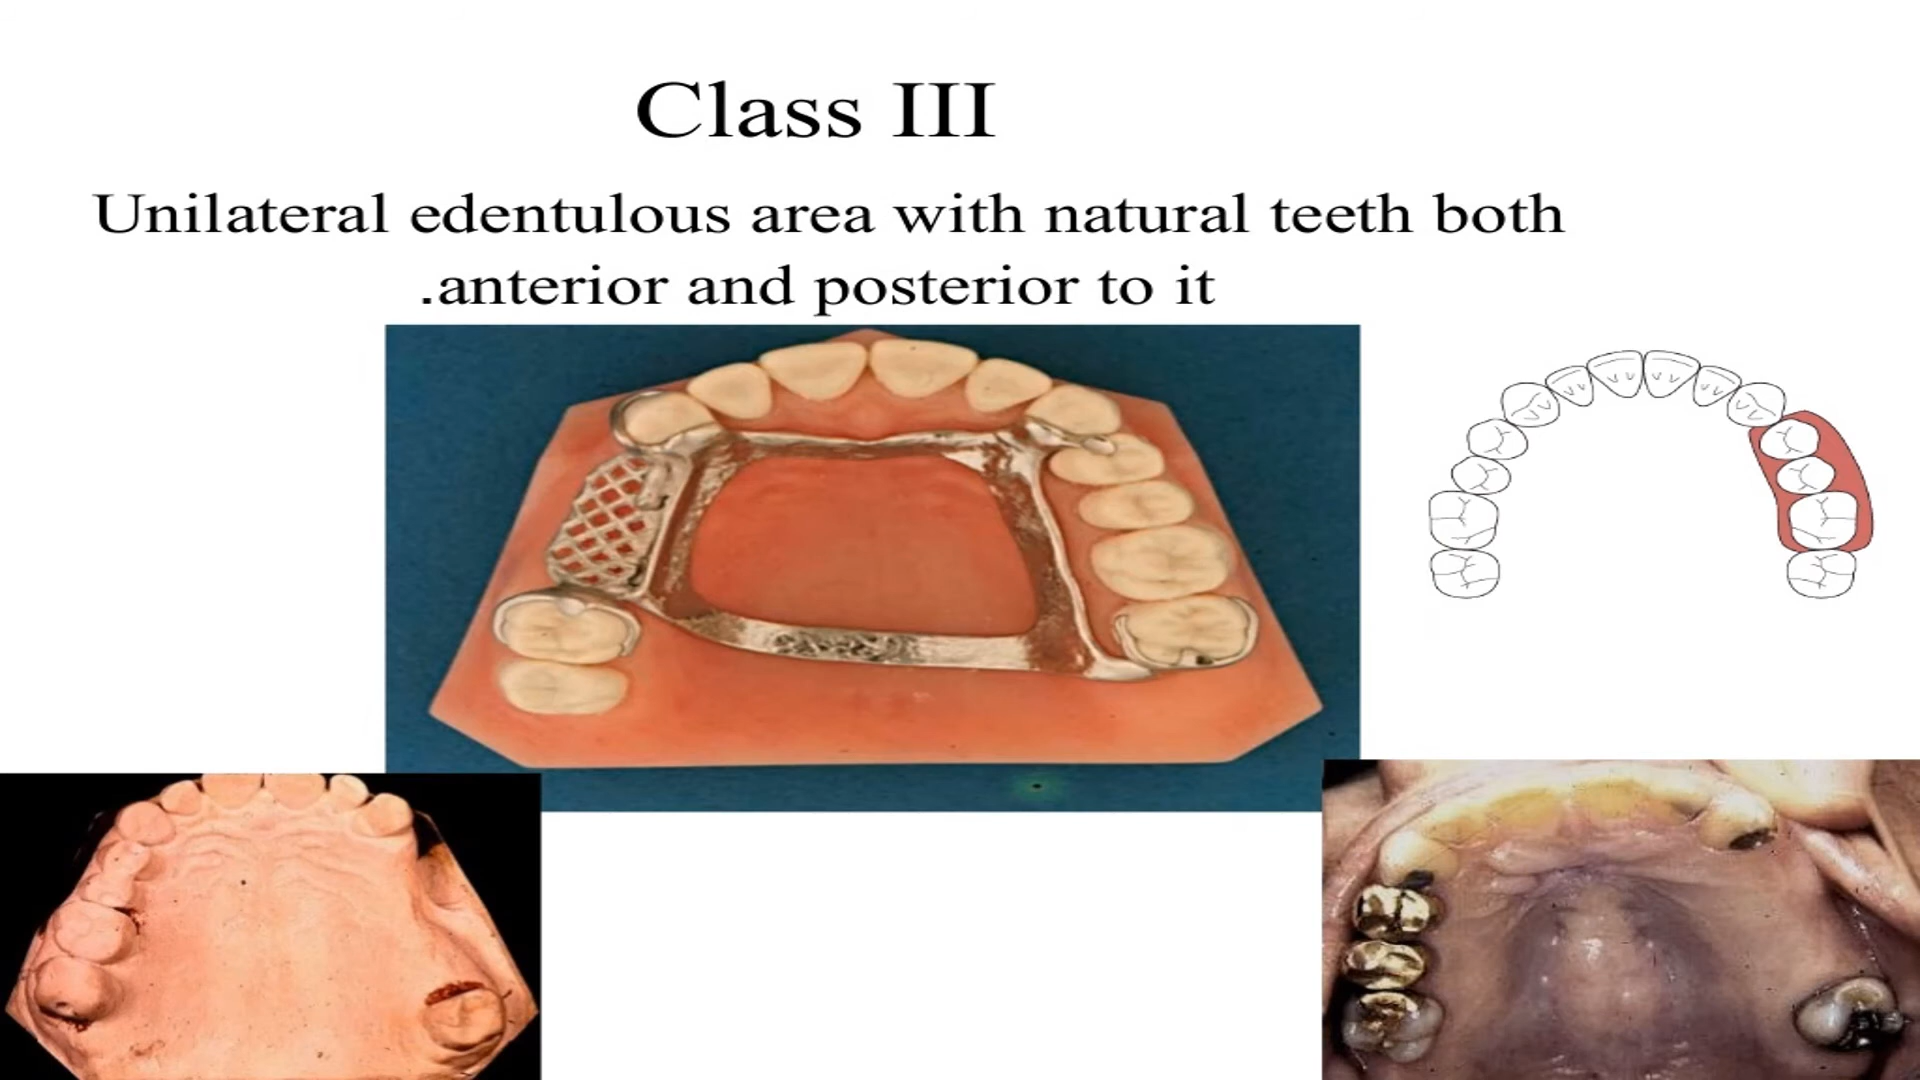 Class III
Unilateral edentulous area with natural teeth both
.anterior and posterior to it